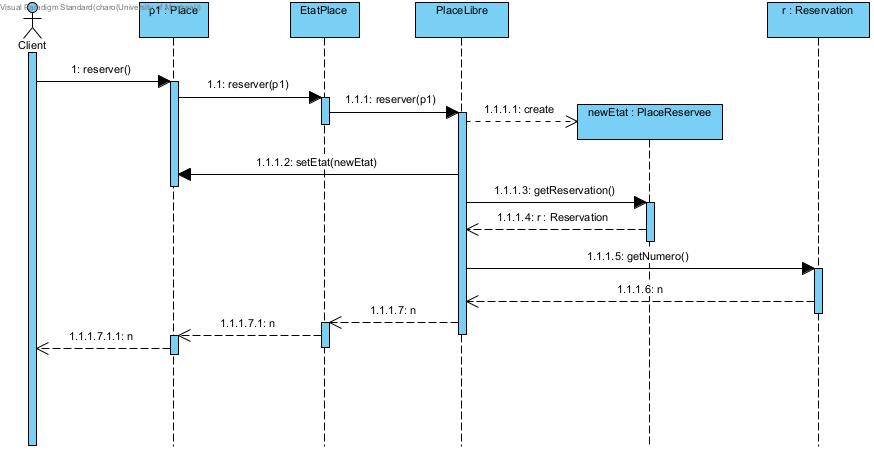 Visual Paradigm Standard(charo(University of
p1 : Place
EtatPlace
PlaceLibre
r : Reservation
Client
1: reserver()
1.1: reserver(p1)
1.1.1: reserver(p1)
1.1.1.1: create
newEtat : PlaceReservee
1.1.1.2: setEtat(newEtat)
1.1.1.3: getReservation()
1.1.1.4: r : Reservation
1.1.1.5: getNumero()
1.1.1.6: n
1.1.1.7: n
1.1.1.7.1: n
1.1.1.7.1.1: n